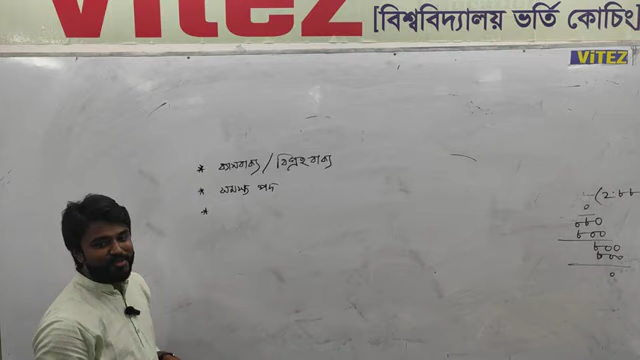 ViTEZ [বিশ্ববিদ্যালয় ভর্তি কোচিং]
ViTEZ
* ব্যাসবাক্য / বিগ্রহবাক্য
* সমস্ত পদ
*